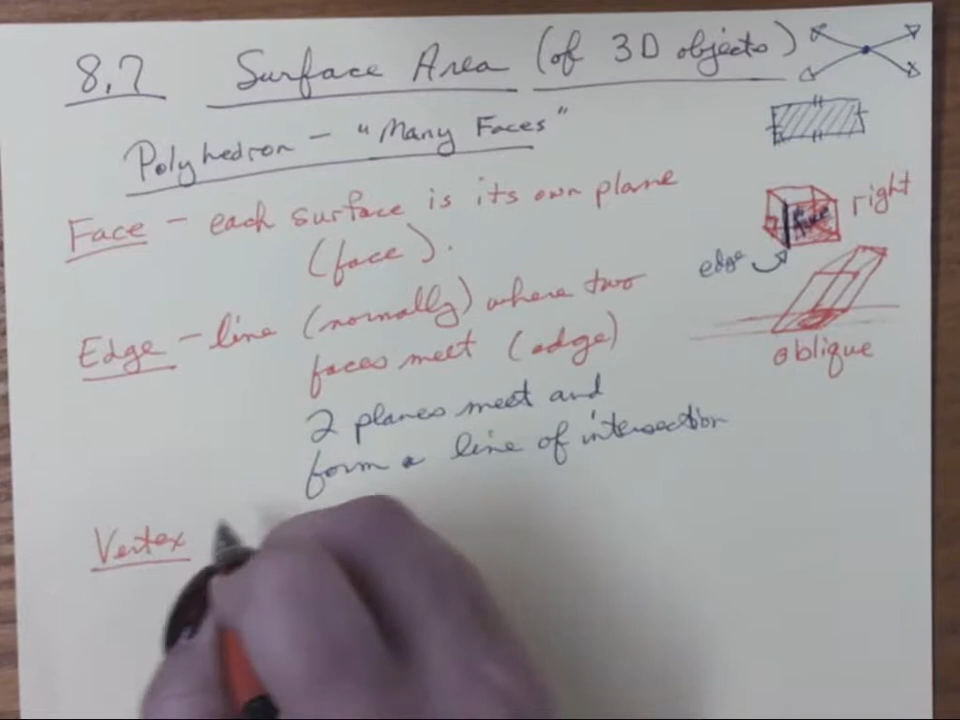 8.7 Surface Area (of 3D objects)
Polyhedron - "Many Faces"
Face - each surface is its own plane
(face).
right
face
edge
Edge - line (normally) where two
faces meet (edge)
oblique
2 planes meet and
form a line of intersection
Vertex